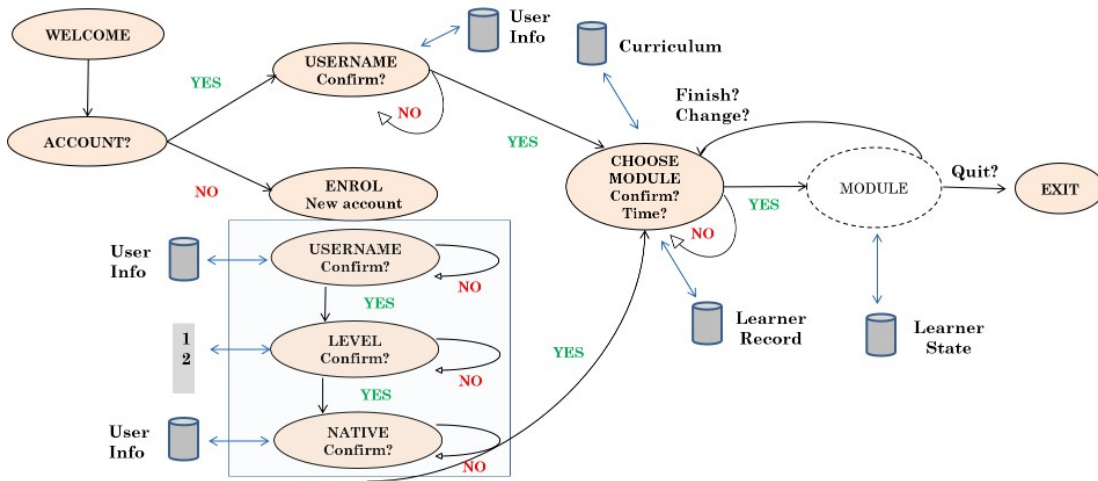 WELCOME
ACCOUNT?
YES
NO
USERNAME
Confirm?
NO
User
Info
Curriculum
YES
ENROL
New account
User
Info
USERNAME
Confirm?
NO
YES
1
2
LEVEL
Confirm?
NO
YES
User
Info
NATIVE
Confirm?
NO
YES
CHOOSE
MODULE
Confirm?
Time?
NO
YES
Finish?
Change?
MODULE
Quit?
EXIT
Learner
Record
Learner
State